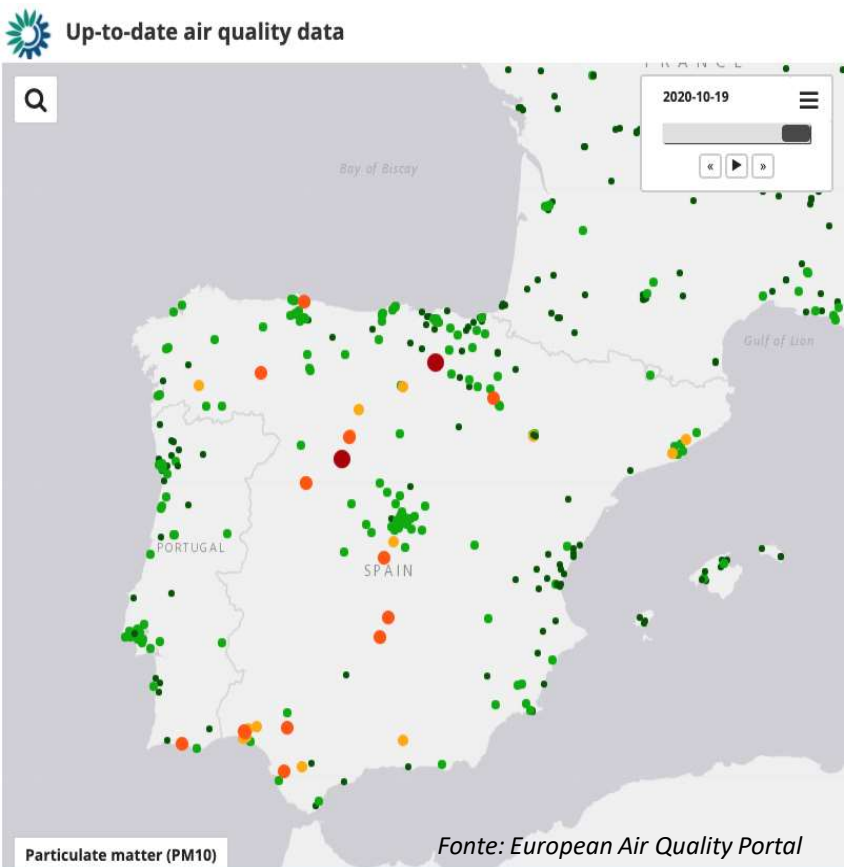 Up-to-date air quality data
FRANCE
2020-10-19
Bay of Biscay
«
»
Gulf of Lion
PORTUGAL
SPAIN
Particulate matter (PM10)
Fonte: European Air Quality Portal